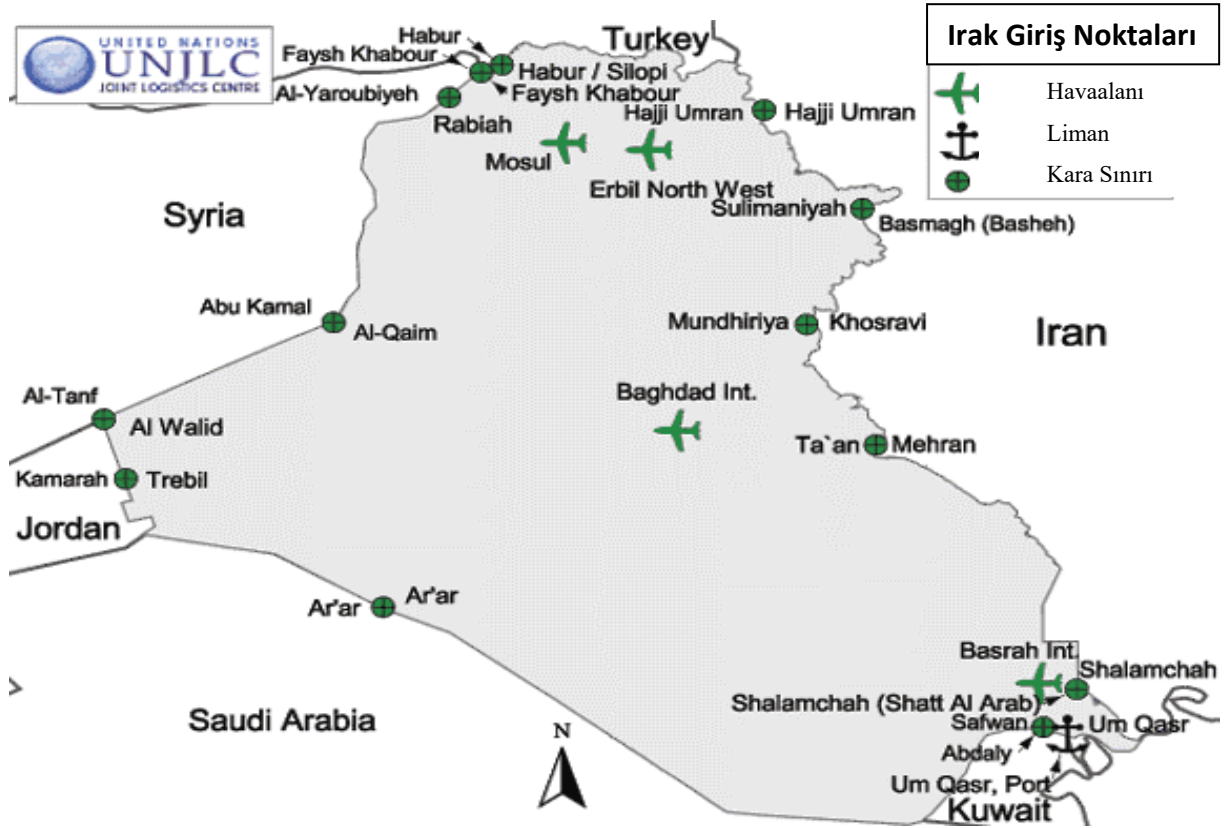 UNITED NATIONS
UNJLC
JOINT LOGISTICS CENTRE
Irak Giriş Noktaları
Havaalanı
Liman
Kara Sınırı
Turkey
Habur
Faysh Khabour
Habur / Silopi
Faysh Khabour
Al-Yaroubiyeh
Rabiah
Mosul
Hajji Umran
Hajji Umran
Erbil North West
Sulimaniyah
Basmagh (Basheh)
Syria
Abu Kamal
Al-Qaim
Mundhiriya
Khosravi
Iran
Baghdad Int.
Al-Tanf
Al Walid
Ta`an
Mehran
Kamarah
Trebil
Jordan
Ar'ar
Ar'ar
Basrah Int.
Shalamchah
Shalamchah (Shatt Al Arab)
Saudi Arabia
N
Safwan
Um Qasr
Abdaly
Um Qasr, Port
Kuwait